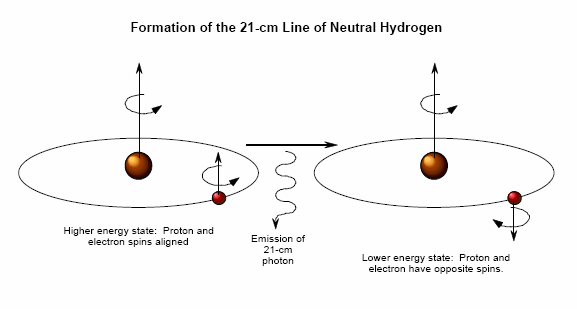 Formation of the 21-cm Line of Neutral Hydrogen
Higher energy state: Proton and
electron spins aligned
Emission of
21-cm
photon
Lower energy state: Proton and
electron have opposite spins.